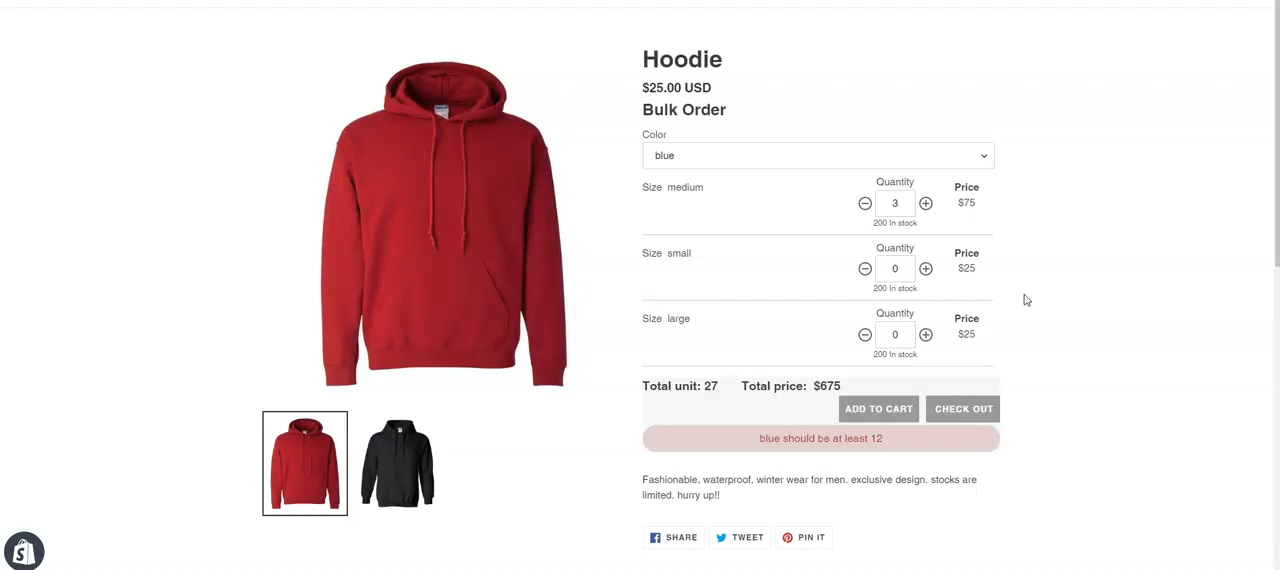 Hoodie
$25.00 USD
Bulk Order
Color
blue
Size medium
Quantity
3
200 In stock
Price
$75
Size small
Quantity
0
200 In stock
Price
$25
Size large
Quantity
0
200 In stock
Price
$25
Total unit: 27 Total price: $675
ADD TO CART CHECK OUT
blue should be at least 12
Fashionable, waterproof, winter wear for men. exclusive design. stocks are
limited. hurry up!!
SHARE TWEET PIN IT